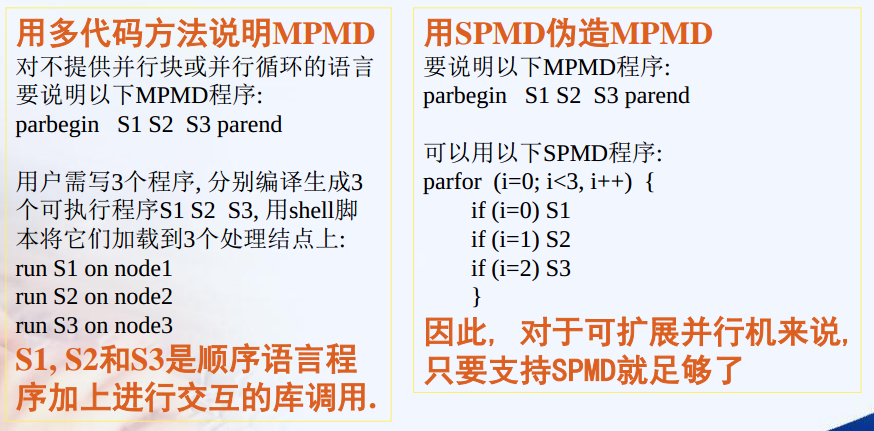 用多代码方法说明MPMD
对不提供并行块或并行循环的语言
要说明以下MPMD程序:
parbegin S1 S2 S3 parend
用户需写3个程序, 分别编译生成3
个可执行程序S1 S2 S3, 用shell脚
本将它们加载到3个处理结点上:
run S1 on node1
run S2 on node2
run S3 on node3
S1, S2和S3是顺序语言程
序加上进行交互的库调用.
用SPMD伪造MPMD
要说明以下MPMD程序:
parbegin S1 S2 S3 parend
可以用以下SPMD程序:
parfor (i=0; i<3, i++) {
if (i=0) S1
if (i=1) S2
if (i=2) S3
}
因此, 对于可扩展并行机来说,
只要支持SPMD就足够了